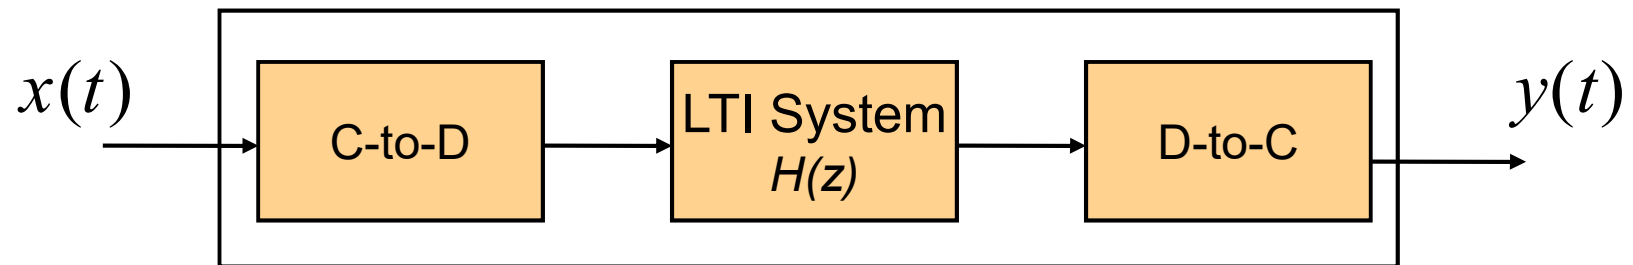 x(t)
C-to-D
LTI System
H(z)
D-to-C
y(t)